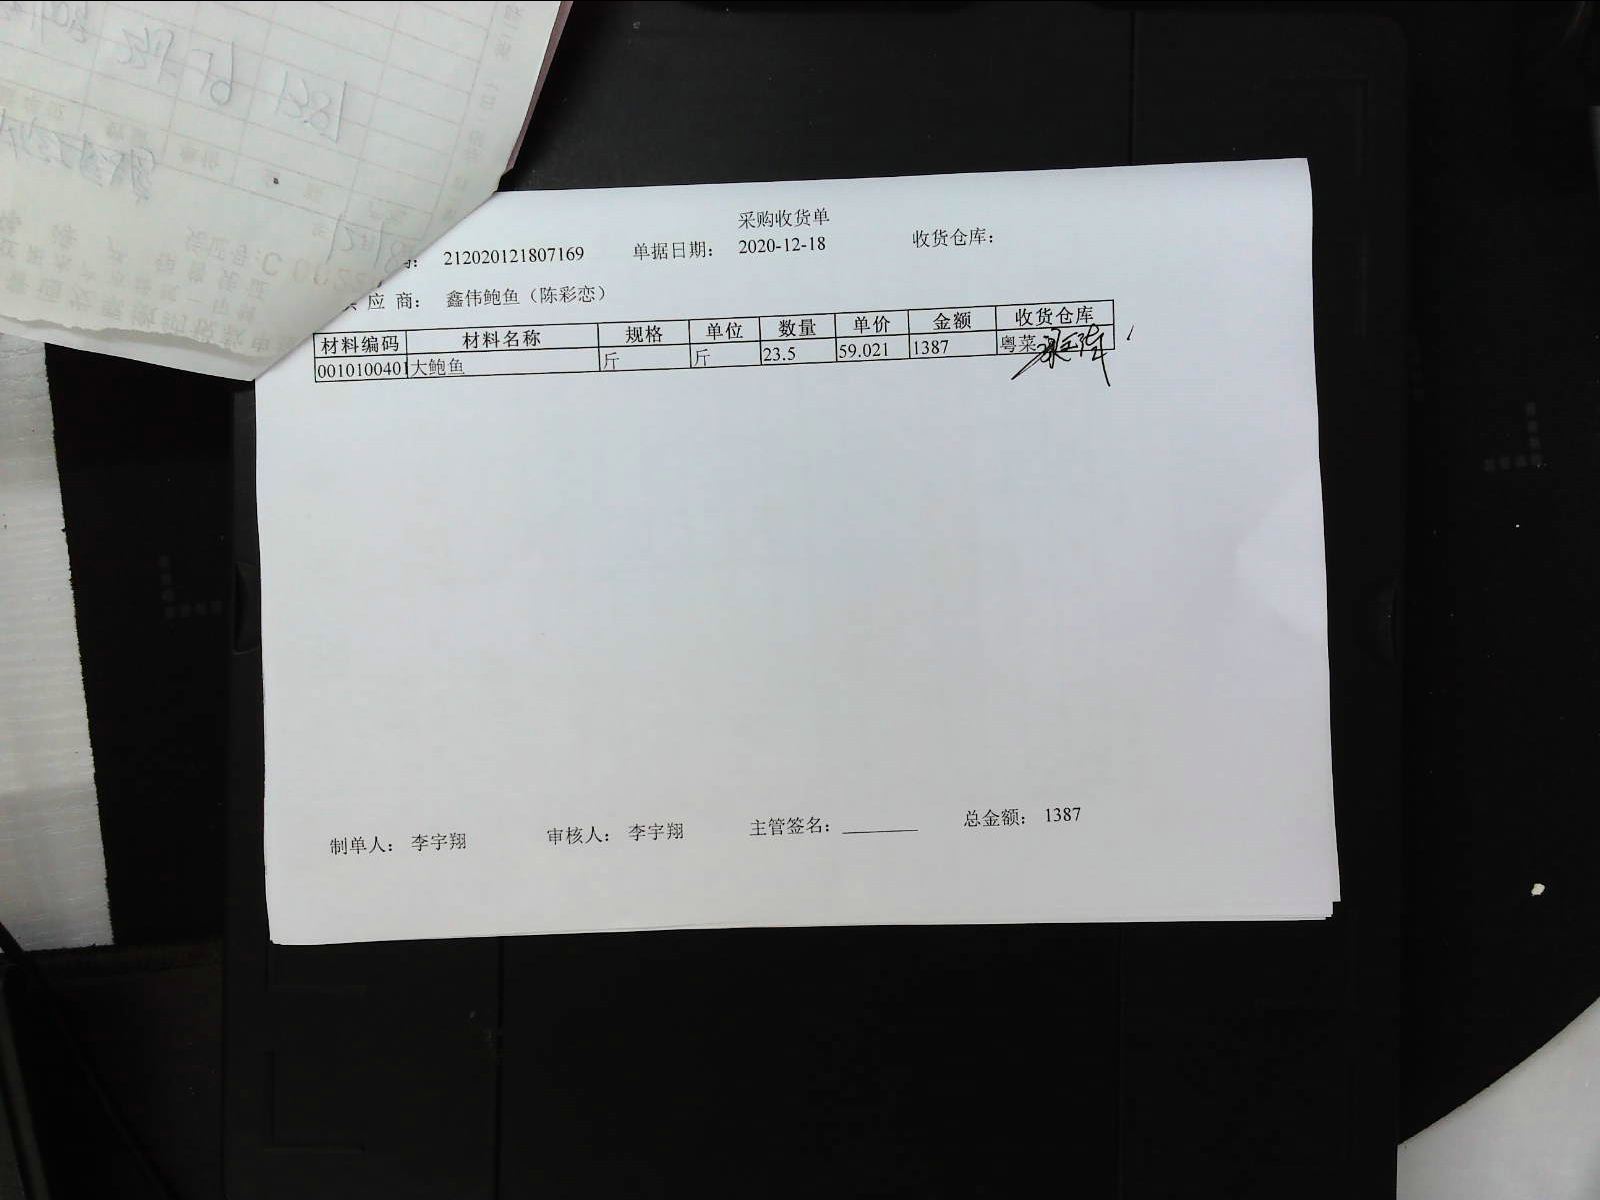 采购收货单
212020121807169 单据日期： 2020-12-18 收货仓库：
应 商： 鑫伟鲍鱼（陈彩恋）
材料编码 材料名称 规格 单位 数量 单价 金额 收货仓库
0010100401 大鲍鱼 斤 斤 23.5 59.021 1387 粤菜
制单人： 李宇翔 审核人： 李宇翔 主管签名： 总金额： 1387